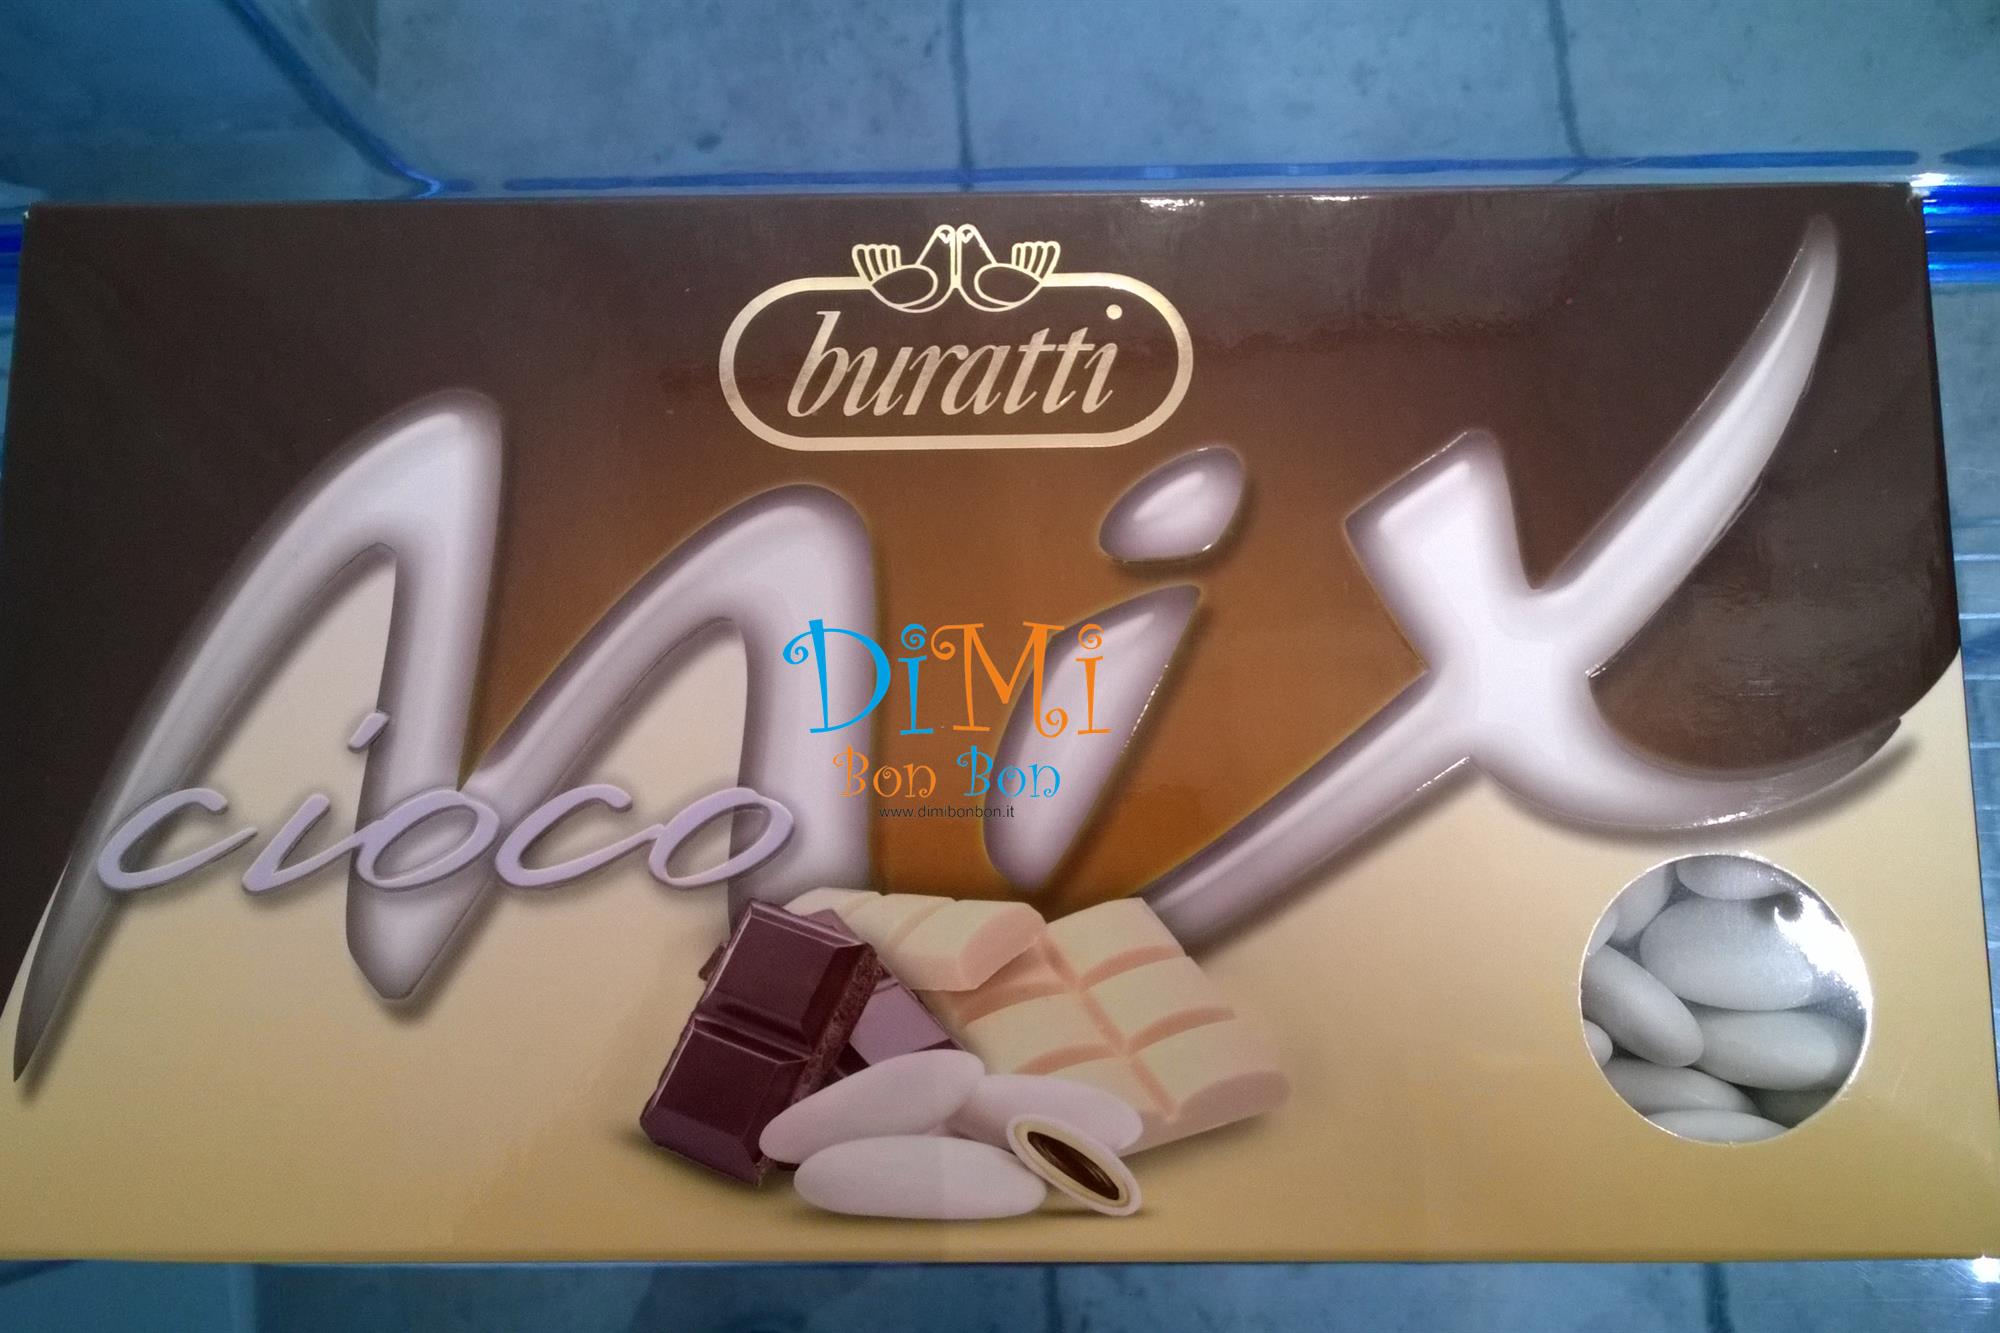 buratti
Mix
cioco
DiMi
Bon Bon
www.dimibonbon.it